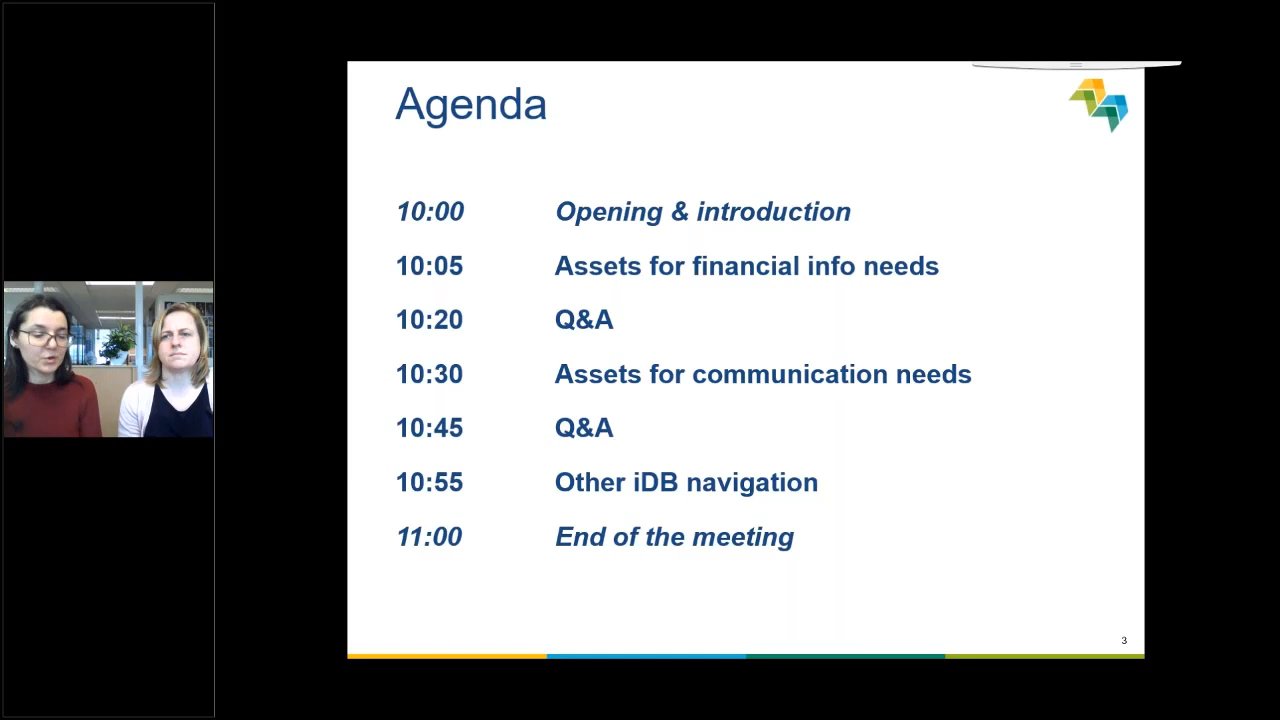 Agenda
10:00 Opening & introduction
10:05 Assets for financial info needs
10:20 Q&A
10:30 Assets for communication needs
10:45 Q&A
10:55 Other iDB navigation
11:00 End of the meeting
3